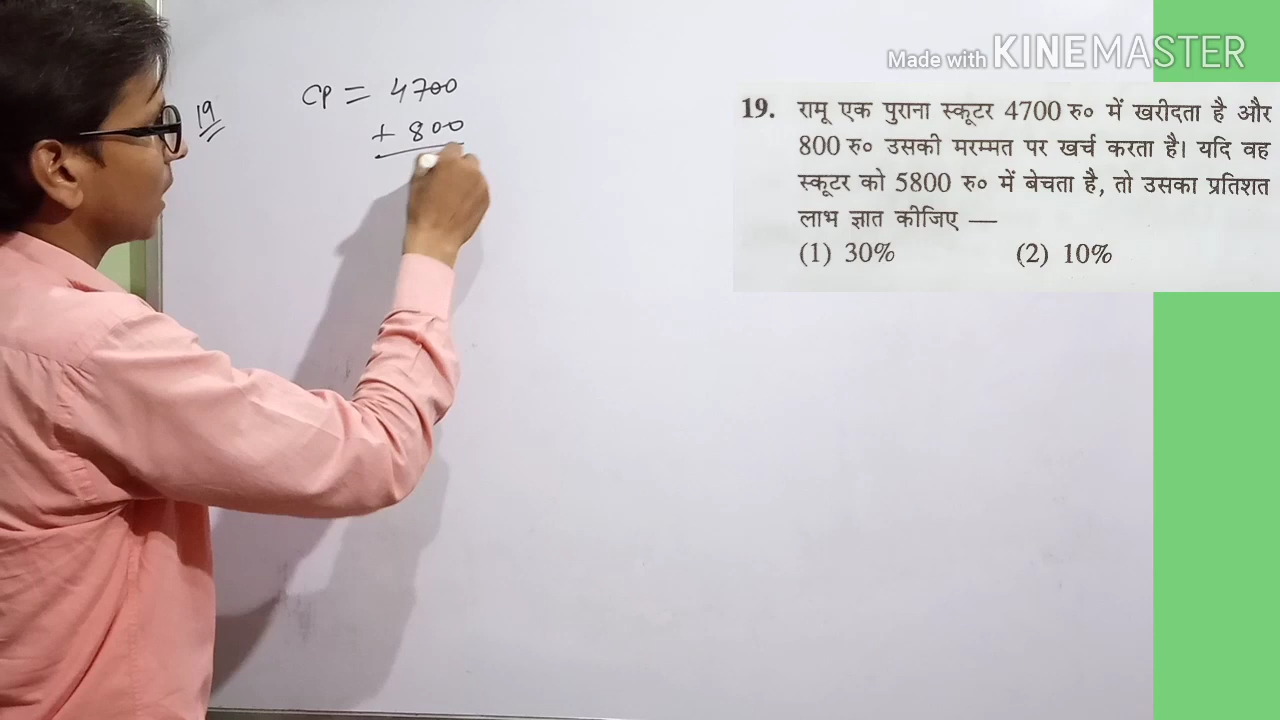 Made with KINEMASTER
19
CP = 4700
+ 800
19. रामू एक पुराना स्कूटर 4700 रु० में खरीदता है और
800 रु० उसकी मरम्मत पर खर्च करता है। यदि वह
स्कूटर को 5800 रु० में बेचता है, तो उसका प्रतिशत
लाभ ज्ञात कीजिए —
(1) 30% (2) 10%